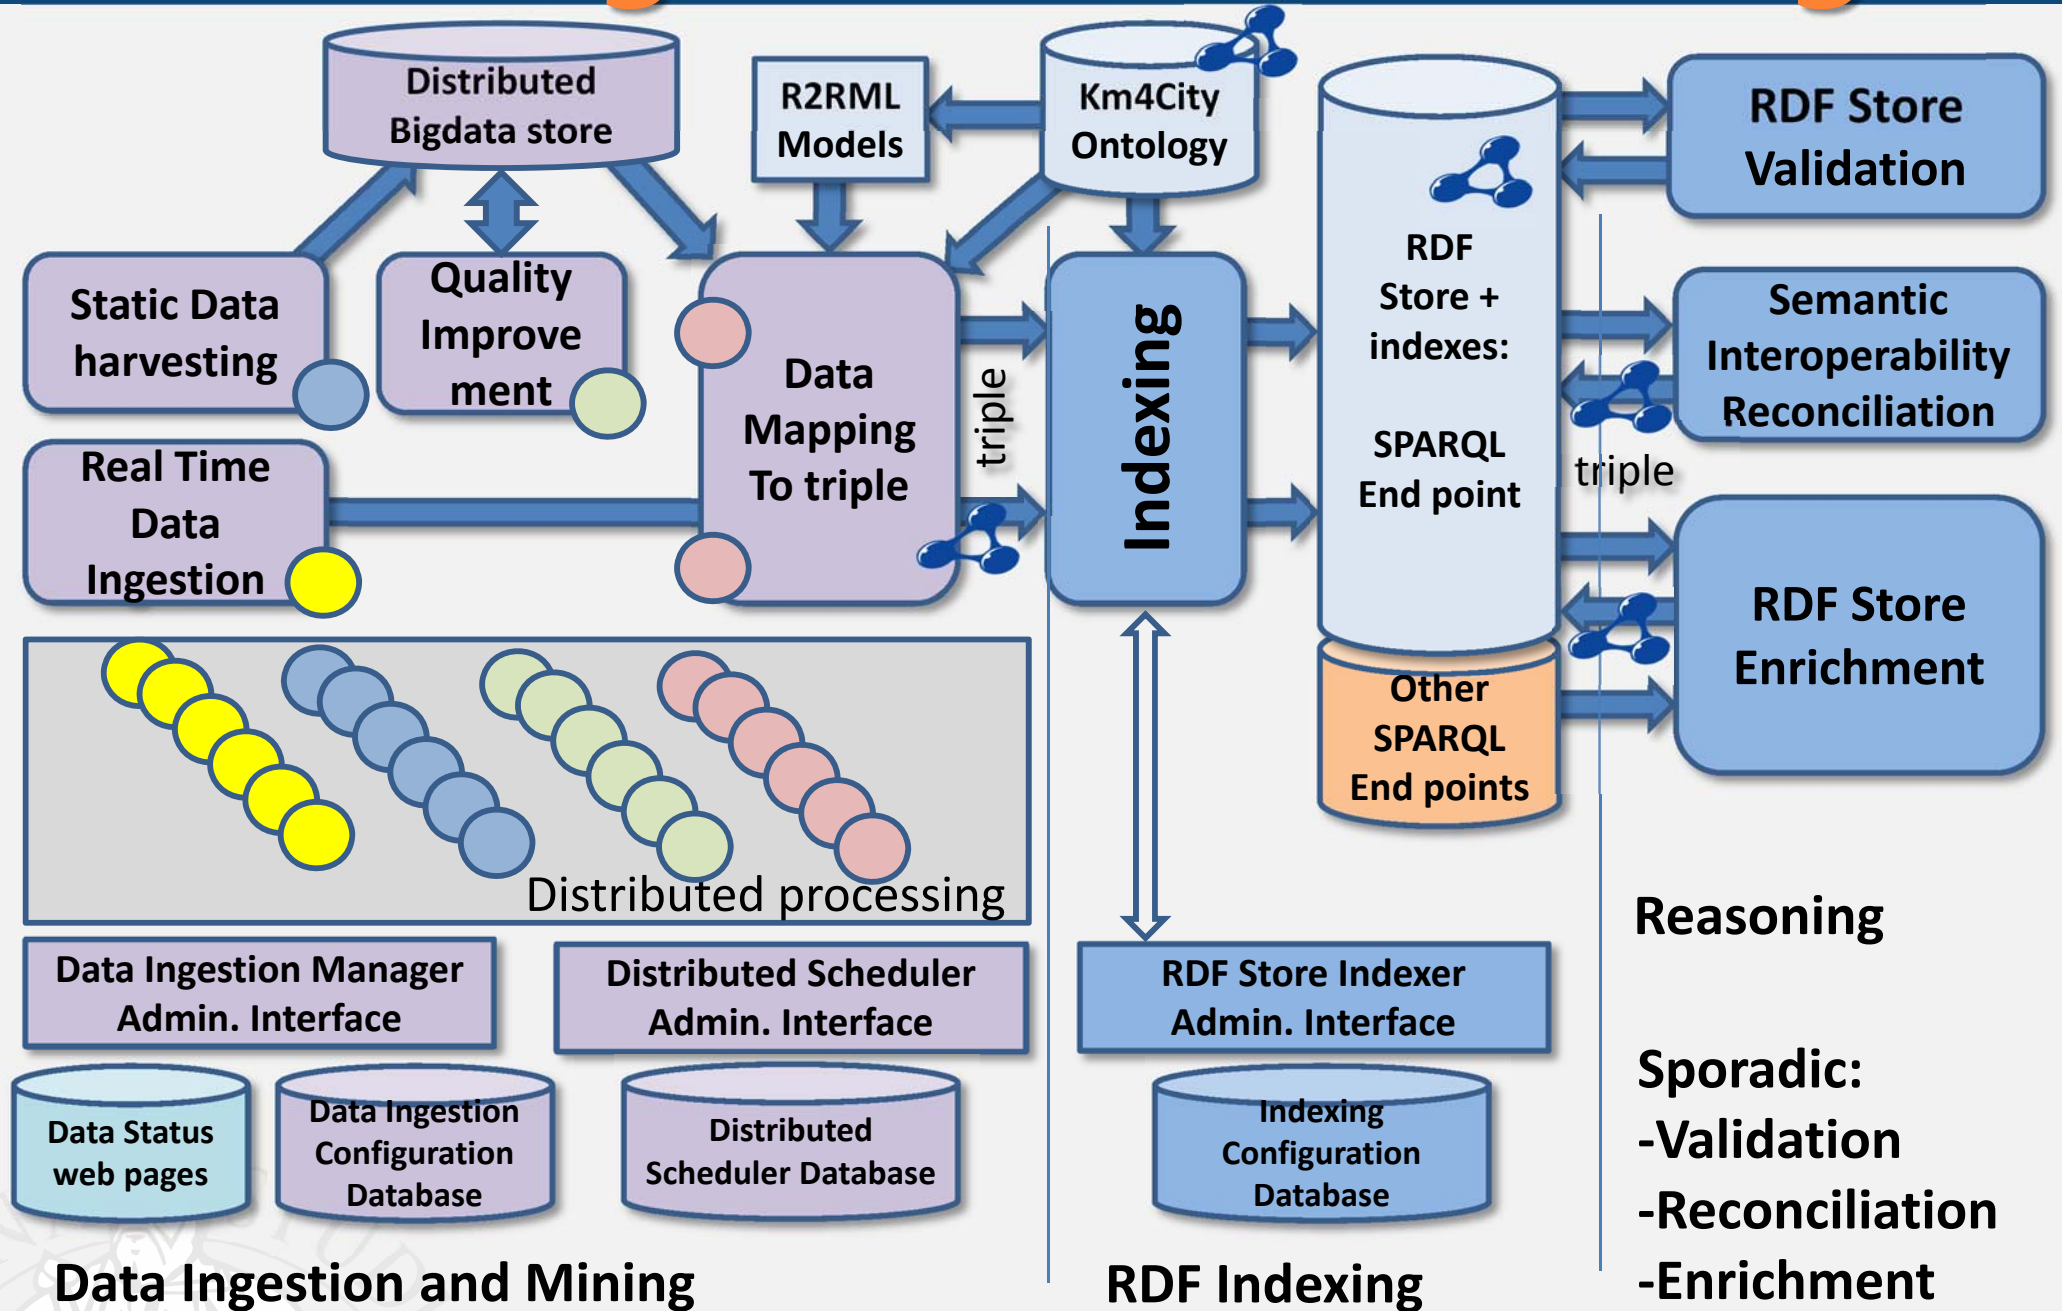 Distributed
Bigdata store
R2RML
Models
Km4City
Ontology
RDF Store
Validation
Static Data
harvesting
Quality
Improve
ment
Data
Mapping
To triple
triple
Indexing
RDF
Store +
indexes:
SPARQL
End point
Semantic
Interoperability
Reconciliation
triple
Real Time
Data
Ingestion
RDF Store
Enrichment
Other
SPARQL
End points
Distributed processing
Reasoning
Data Ingestion Manager
Admin. Interface
Distributed Scheduler
Admin. Interface
RDF Store Indexer
Admin. Interface
Data Status
web pages
Data Ingestion
Configuration
Database
Distributed
Scheduler Database
Indexing
Configuration
Database
Sporadic:
-Validation
-Reconciliation
-Enrichment
Data Ingestion and Mining
RDF Indexing